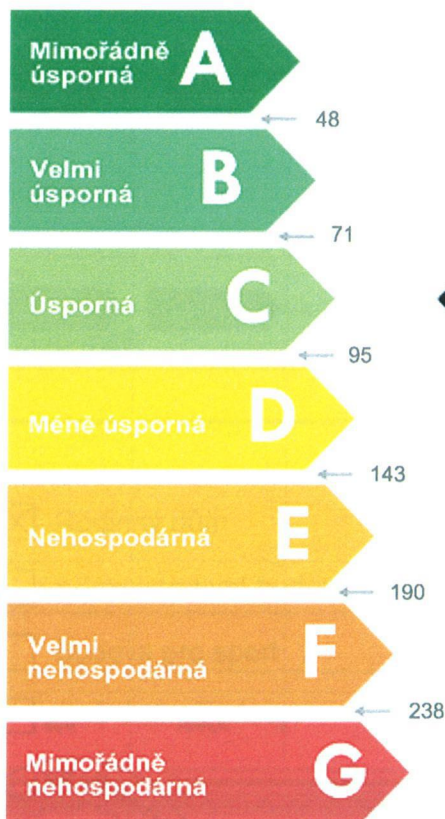 Mimořádně
úsporná
A
48
Velmi
úsporná
B
71
Úsporná
C
95
Méně úsporná
D
143
Nehospodárná
E
190
Velmi
nehospodárná
F
238
Mimořádně
nehospodárná
G